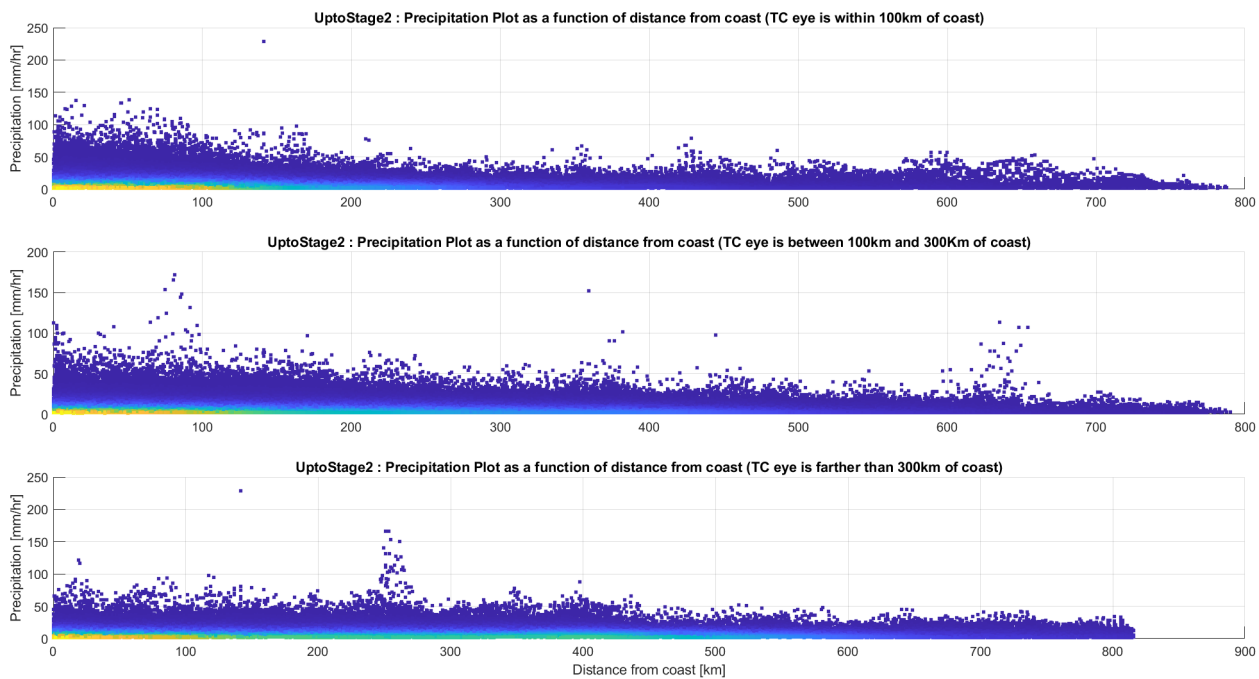 UptoStage2 : Precipitation Plot as a function of distance from coast (TC eye is within 100km of coast)
250
200
150
100
50
0
Precipitation [mm/hr]
0 100 200 300 400 500 600 700 800
UptoStage2 : Precipitation Plot as a function of distance from coast (TC eye is between 100km and 300Km of coast)
200
150
100
50
0
Precipitation [mm/hr]
0 100 200 300 400 500 600 700 800
UptoStage2 : Precipitation Plot as a function of distance from coast (TC eye is farther than 300km of coast)
250
200
150
100
50
0
Precipitation [mm/hr]
0 100 200 300 400 500 600 700 800 900
Distance from coast [km]